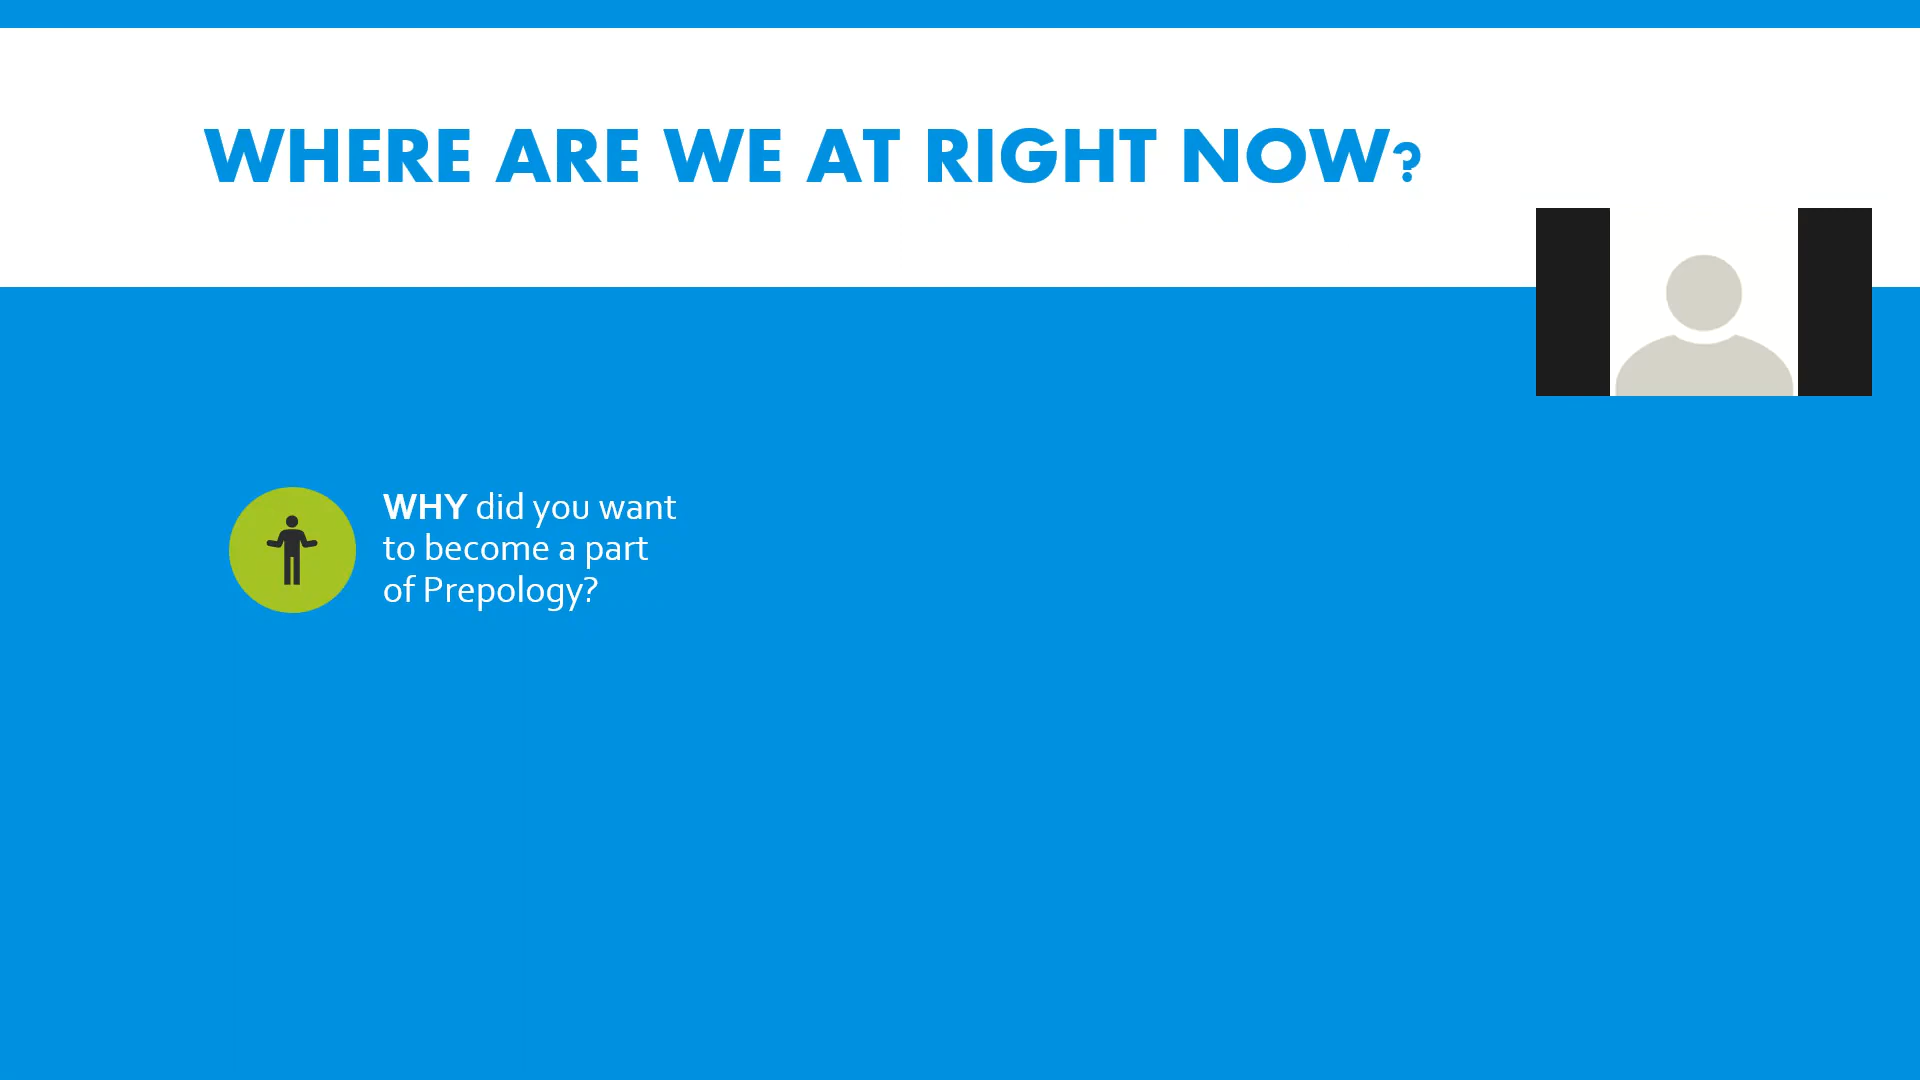 WHERE ARE WE AT RIGHT NOW?
WHY did you want
to become a part
of Prepology?